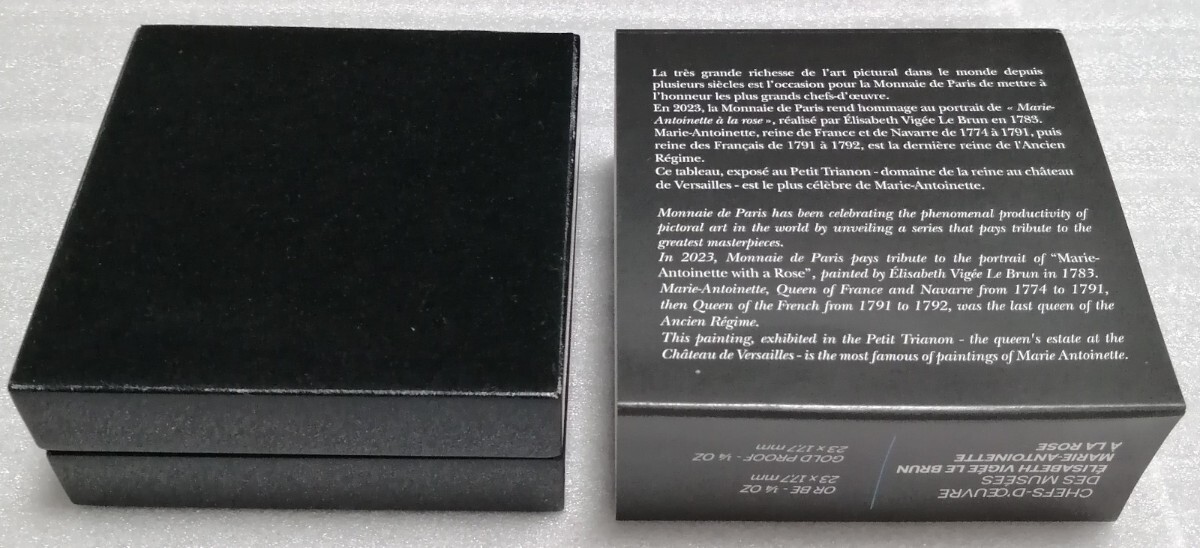 La très grande richesse de l'art pictural dans le monde depuis
plusieurs siècles est l'occasion pour la Monnaie de Paris de mettre à
l'honneur les plus grands chefs-d'œuvre.
En 2023, la Monnaie de Paris rend hommage au portrait de « Marie-
Antoinette à la rose », réalisé par Élisabeth Vigée Le Brun en 1783.
Marie-Antoinette, reine de France et de Navarre de 1774 à 1791, puis
reine des Français de 1791 à 1792, est la dernière reine de l'Ancien
Régime.
Ce tableau, exposé au Petit Trianon - domaine de la reine au château
de Versailles - est le plus célèbre de Marie-Antoinette.
Monnaie de Paris has been celebrating the phenomenal productivity of
pictoral art in the world by unveiling a series that pays tribute to the
greatest masterpieces.
In 2023, Monnaie de Paris pays tribute to the portrait of "Marie-
Antoinette with a Rose", painted by Élisabeth Vigée Le Brun in 1783.
Marie-Antoinette, Queen of France and Navarre from 1774 to 1791,
then Queen of the French from 1791 to 1792, was the last queen of the
Ancien Régime.
This painting, exhibited in the Petit Trianon - the queen's estate at the
Château de Versailles - is the most famous of paintings of Marie Antoinette.
CHEFS-D'ŒUVRE
DES MUSÉES
ÉLISABETH VIGÉE LE BRUN
MARIE-ANTOINETTE
À LA ROSE
OR BE - ¼ OZ
23 x 17,7 mm
GOLD PROOF - ¼ OZ
23 x 17.7 mm